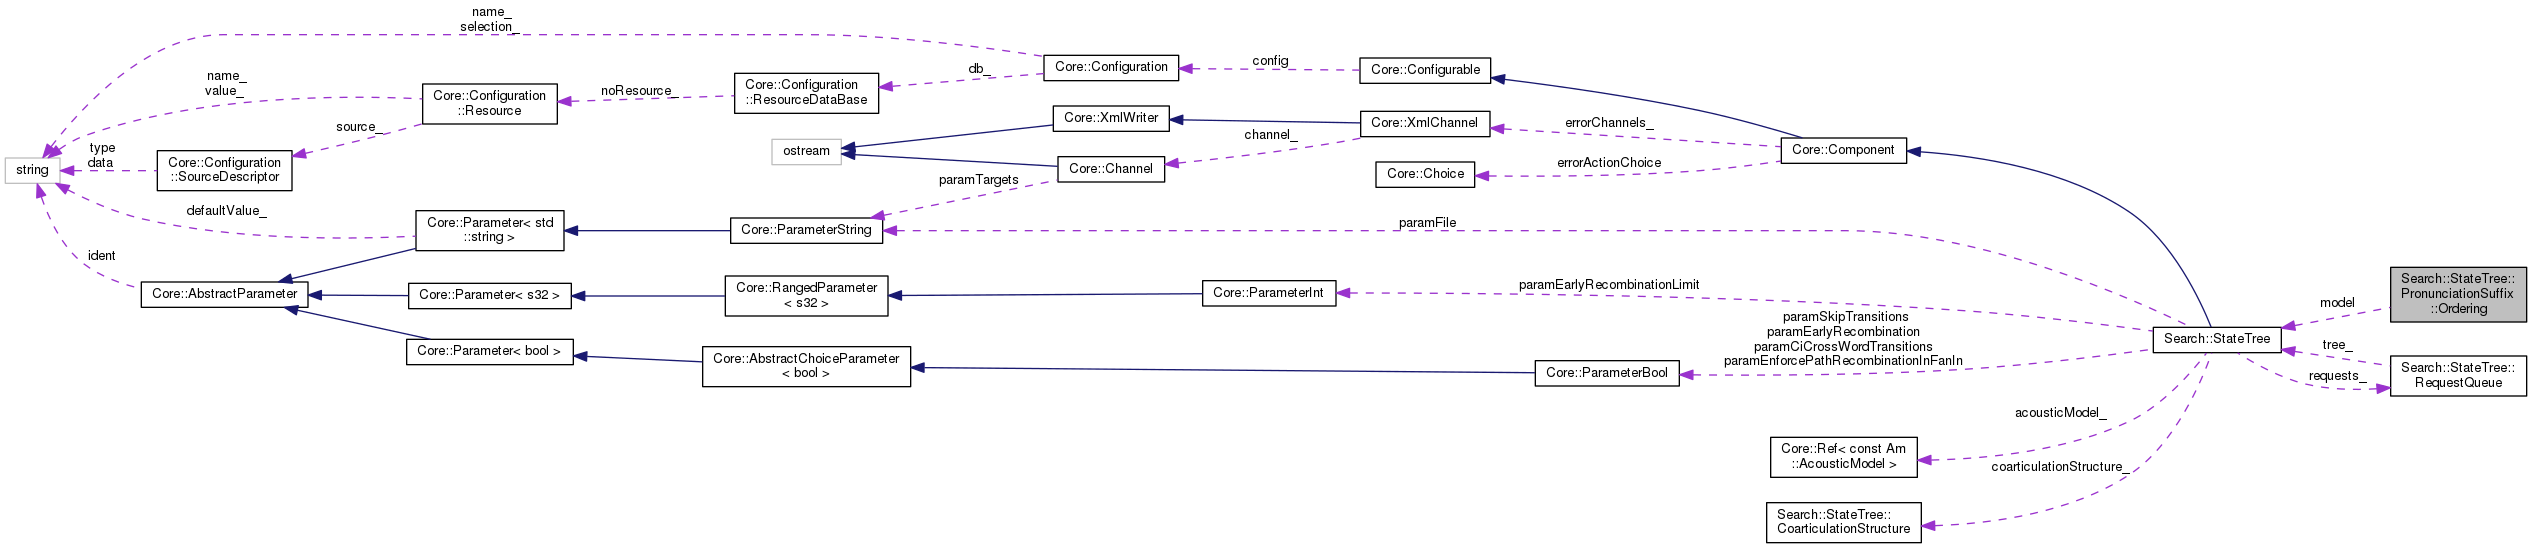 name_
selection_
Core::Configuration
config
Core::Configurable
db_
name_
value_
Core::Configuration
::Resource
noResource_
Core::Configuration
::ResourceDataBase
source_
Core::XmlWriter
Core::XmlChannel
errorChannels_
channel_
ostream
Core::Component
type
data
Core::Configuration
::SourceDescriptor
string
Core::Channel
Core::Choice
errorActionChoice
paramTargets
defaultValue_
Core::Parameter< std
::string >
Core::ParameterString
paramFile
ident
Core::AbstractParameter
Core::Parameter< s32 >
Core::RangedParameter
< s32 >
Core::ParameterInt
paramEarlyRecombinationLimit
Search::StateTree::
PronunciationSuffix
::Ordering
model
paramSkipTransitions
paramEarlyRecombination
paramCiCrossWordTransitions
paramEnforcePathRecombinationInFanIn
Search::StateTree
tree_
requests_
Search::StateTree::
RequestQueue
Core::Parameter< bool >
Core::AbstractChoiceParameter
< bool >
Core::ParameterBool
acousticModel_
Core::Ref< const Am
::AcousticModel >
coarticulationStructure_
Search::StateTree::
CoarticulationStructure